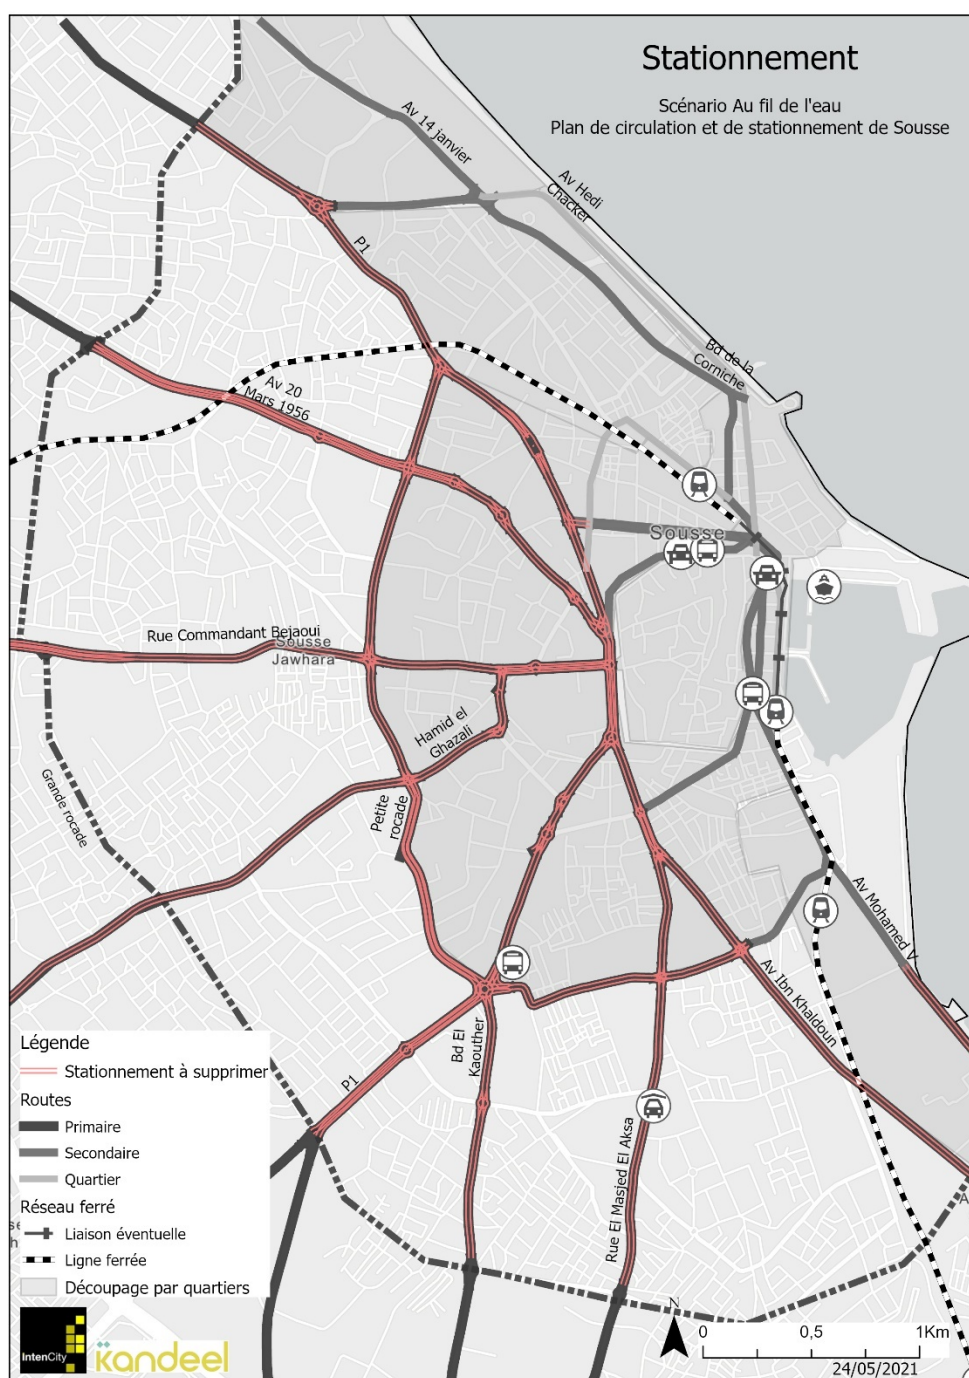 Stationnement
Scénario Au fil de l'eau
Plan de circulation et de stationnement de Sousse
Av 14 janvier
Av Hedi
Chacker
P1
Bd de la
Corniche
Av 20
Mars 1956
Sousse
A
Rue Commandant Bejaoui
Sousse
Jawhara
Hamid el
Ghazali
Grande rocade
Petite
rocade
Av Mohamed V
Av Ibn Khaldoun
Bd El
Kaouther
P1
Rue El Masjed El Aksa
Légende
Stationnement à supprimer
Routes
Primaire
Secondaire
Quartier
Réseau ferré
Liaison éventuelle
Ligne ferrée
Découpage par quartiers
InterCity
kandeel
N
0 0,5 1Km
24/05/2021